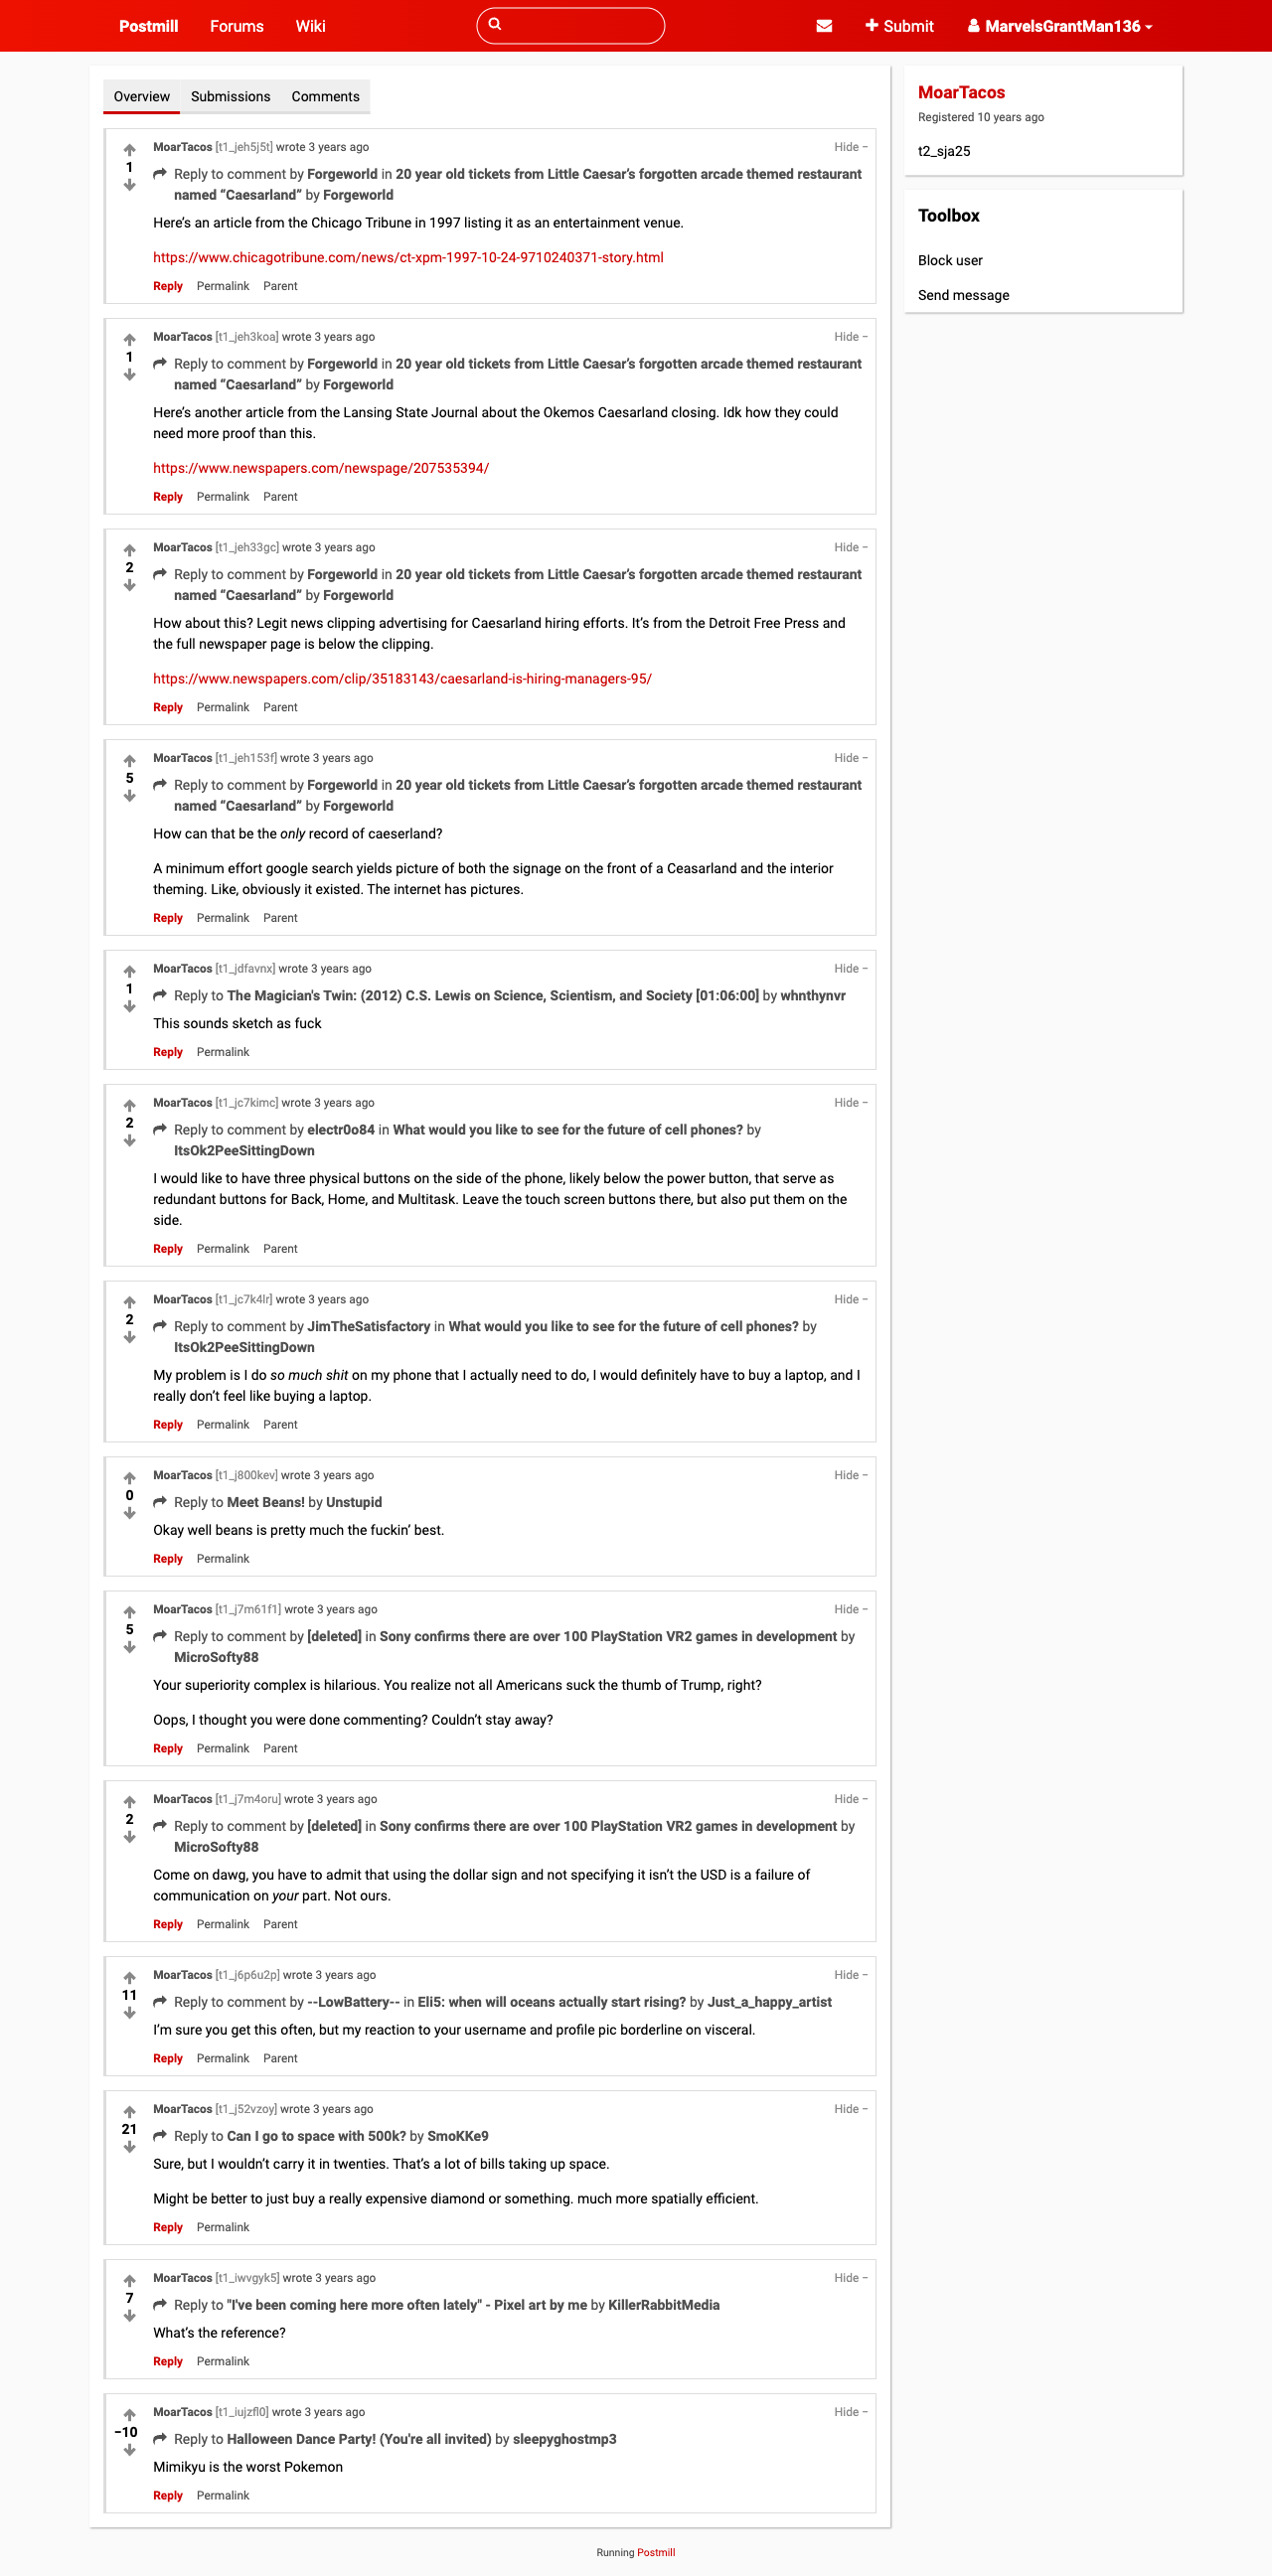 Postmill Forums Wiki Submit MarvelsGrantMan136
Overview Submissions Comments
MoarTacos [t1_jeh5j5t] wrote 3 years ago Hide −
1
Reply to comment by Forgeworld in 20 year old tickets from Little Caesar’s forgotten arcade themed restaurant
named “Caesarland” by Forgeworld
Here’s an article from the Chicago Tribune in 1997 listing it as an entertainment venue.
https://www.chicagotribune.com/news/ct-xpm-1997-10-24-9710240371-story.html
Reply Permalink Parent
MoarTacos [t1_jeh3koa] wrote 3 years ago Hide −
1
Reply to comment by Forgeworld in 20 year old tickets from Little Caesar’s forgotten arcade themed restaurant
named “Caesarland” by Forgeworld
Here’s another article from the Lansing State Journal about the Okemos Caesarland closing. Idk how they could
need more proof than this.
https://www.newspapers.com/newspage/207535394/
Reply Permalink Parent
MoarTacos [t1_jeh33gc] wrote 3 years ago Hide −
2
Reply to comment by Forgeworld in 20 year old tickets from Little Caesar’s forgotten arcade themed restaurant
named “Caesarland” by Forgeworld
How about this? Legit news clipping advertising for Caesarland hiring efforts. It’s from the Detroit Free Press and
the full newspaper page is below the clipping.
https://www.newspapers.com/clip/35183143/caesarland-is-hiring-managers-95/
Reply Permalink Parent
MoarTacos [t1_jeh153f] wrote 3 years ago Hide −
5
Reply to comment by Forgeworld in 20 year old tickets from Little Caesar’s forgotten arcade themed restaurant
named “Caesarland” by Forgeworld
How can that be the only record of caeserland?
A minimum effort google search yields picture of both the signage on the front of a Ceasarland and the interior
theming. Like, obviously it existed. The internet has pictures.
Reply Permalink Parent
MoarTacos [t1_jdfavnx] wrote 3 years ago Hide −
1
Reply to The Magician's Twin: (2012) C.S. Lewis on Science, Scientism, and Society [01:06:00] by whnthynvr
This sounds sketch as fuck
Reply Permalink
MoarTacos [t1_jc7kimc] wrote 3 years ago Hide −
2
Reply to comment by electr0o84 in What would you like to see for the future of cell phones? by
ItsOk2PeeSittingDown
I would like to have three physical buttons on the side of the phone, likely below the power button, that serve as
redundant buttons for Back, Home, and Multitask. Leave the touch screen buttons there, but also put them on the
side.
Reply Permalink Parent
MoarTacos [t1_jc7k4lr] wrote 3 years ago Hide −
2
Reply to comment by JimTheSatisfactory in What would you like to see for the future of cell phones? by
ItsOk2PeeSittingDown
My problem is I do so much shit on my phone that I actually need to do, I would definitely have to buy a laptop, and I
really don’t feel like buying a laptop.
Reply Permalink Parent
MoarTacos [t1_j800kev] wrote 3 years ago Hide −
0
Reply to Meet Beans! by Unstupid
Okay well beans is pretty much the fuckin’ best.
Reply Permalink
MoarTacos [t1_j7m61f1] wrote 3 years ago Hide −
5
Reply to comment by [deleted] in Sony confirms there are over 100 PlayStation VR2 games in development by
MicroSofty88
Your superiority complex is hilarious. You realize not all Americans suck the thumb of Trump, right?
Oops, I thought you were done commenting? Couldn’t stay away?
Reply Permalink Parent
MoarTacos [t1_j7m4oru] wrote 3 years ago Hide −
2
Reply to comment by [deleted] in Sony confirms there are over 100 PlayStation VR2 games in development by
MicroSofty88
Come on dawg, you have to admit that using the dollar sign and not specifying it isn’t the USD is a failure of
communication on your part. Not ours.
Reply Permalink Parent
MoarTacos [t1_j6p6u2p] wrote 3 years ago Hide −
11
Reply to comment by --LowBattery-- in Eli5: when will oceans actually start rising? by Just_a_happy_artist
I’m sure you get this often, but my reaction to your username and profile pic borderline on visceral.
Reply Permalink Parent
MoarTacos [t1_j52vzoy] wrote 3 years ago Hide −
21
Reply to Can I go to space with 500k? by SmoKKe9
Sure, but I wouldn’t carry it in twenties. That’s a lot of bills taking up space.
Might be better to just buy a really expensive diamond or something. much more spatially efficient.
Reply Permalink
MoarTacos [t1_iwvgyk5] wrote 3 years ago Hide −
7
Reply to "I've been coming here more often lately" - Pixel art by me by KillerRabbitMedia
What’s the reference?
Reply Permalink
MoarTacos [t1_iujzfl0] wrote 3 years ago Hide −
−10
Reply to Halloween Dance Party! (You're all invited) by sleepyghostmp3
Mimikyu is the worst Pokemon
Reply Permalink
MoarTacos
Registered 10 years ago
t2_sja25
Toolbox
Block user
Send message
Running Postmill